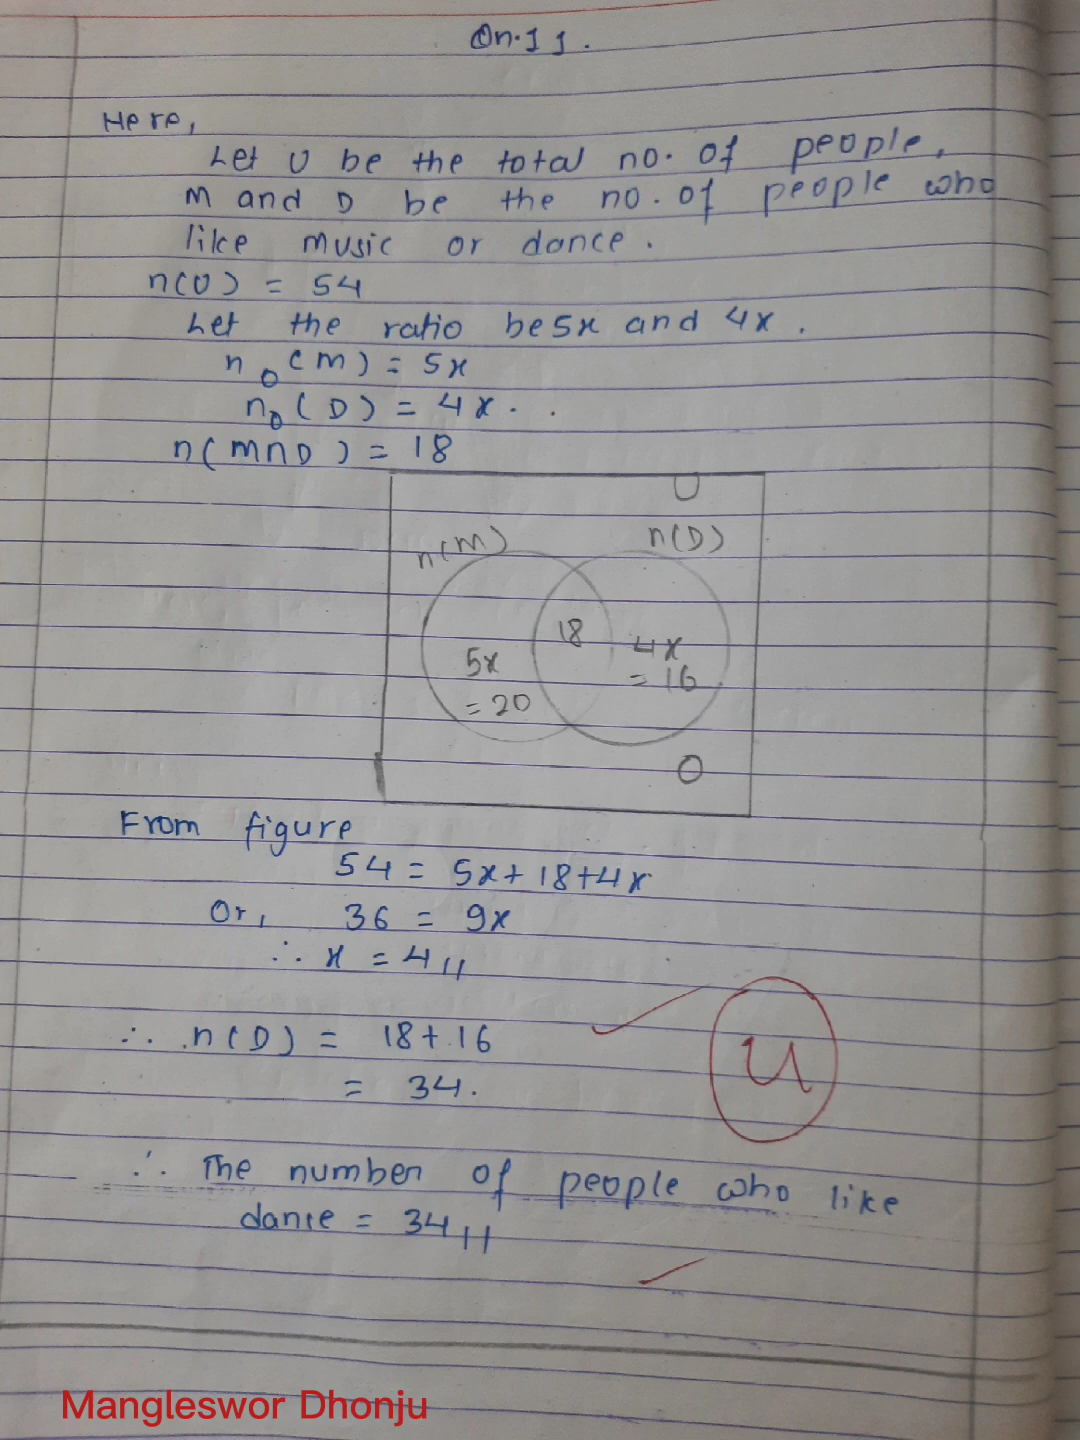 Qn.11.
Here,
Let U be the total no. of people,
M and D be the no. of people who
like music or dance.
n(U) = 54
Let the ratio be 5x and 4x.
n₀(M) = 5x
n₀(D) = 4x.
n(M∩D) = 18
U
n(M) n(D)
18
5x 4x
= 20 = 16
O
From figure
54 = 5x+18+4x
Or, 36 = 9x
∴ x = 4//
∴ n(D) = 18+16
= 34.
∴ The number of people who like
dance = 34//
Mangleswor Dhonju